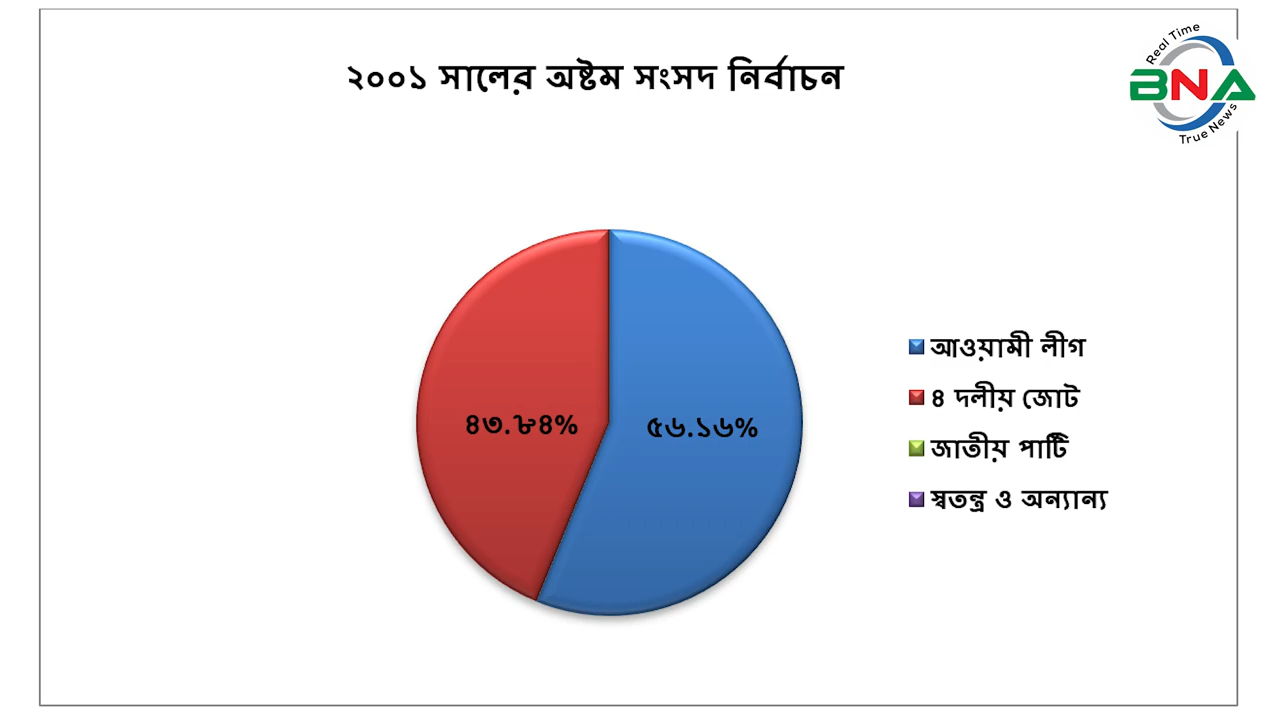 Real Time
BNA
True News
২০০১ সালের অষ্টম সংসদ নির্বাচন
৪৩.৮৪%
৫৬.১৬%
আওয়ামী লীগ
৪ দলীয় জোট
জাতীয় পার্টি
স্বতন্ত্র ও অন্যান্য